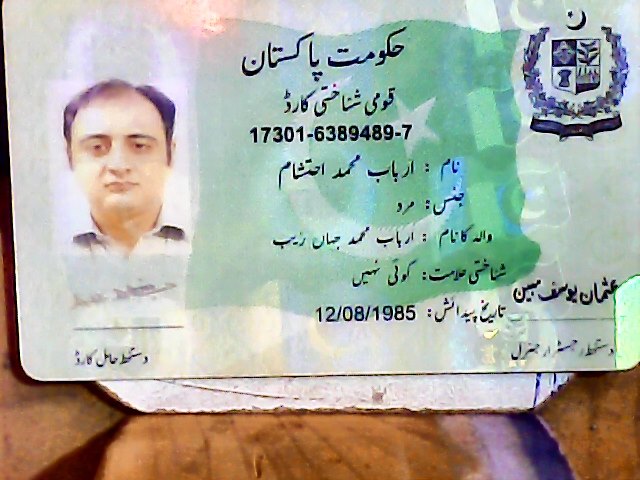 حکومت پاکستان
قومی شناختی کارڈ
17301-6389489-7
نام : ارباب محمد احتشام
جنس: مرد
والد کا نام : ارباب محمد جہاں زیب
شناختی علامت: کوئی نہیں
عثمان یوسف مبین
تاریخ پیدائش: 12/08/1985
دستخط رجسٹرار جنرل
دستخط حامل کارڈ